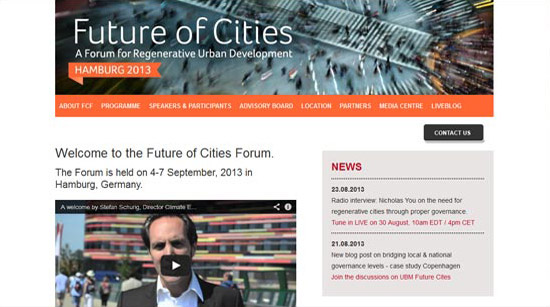 Future of Cities
A Forum for Regenerative Urban Development
HAMBURG 2013
ABOUT FCF PROGRAMME SPEAKERS & PARTICIPANTS ADVISORY BOARD LOCATION PARTNERS MEDIA CENTRE LIVEBLOG
CONTACT US
Welcome to the Future of Cities Forum.
The Forum is held on 4-7 September, 2013 in
Hamburg, Germany.
A welcome by Stefan Schurig, Director Climate E...
NEWS
23.08.2013
Radio interview: Nicholas You on the need for
regenerative cities through proper governance.
Tune in LIVE on 30 August, 10am EDT / 4pm CET
21.08.2013
New blog post on bridging local & national
governance levels - case study Copenhagen
Join the discussions on UBM Future Cities